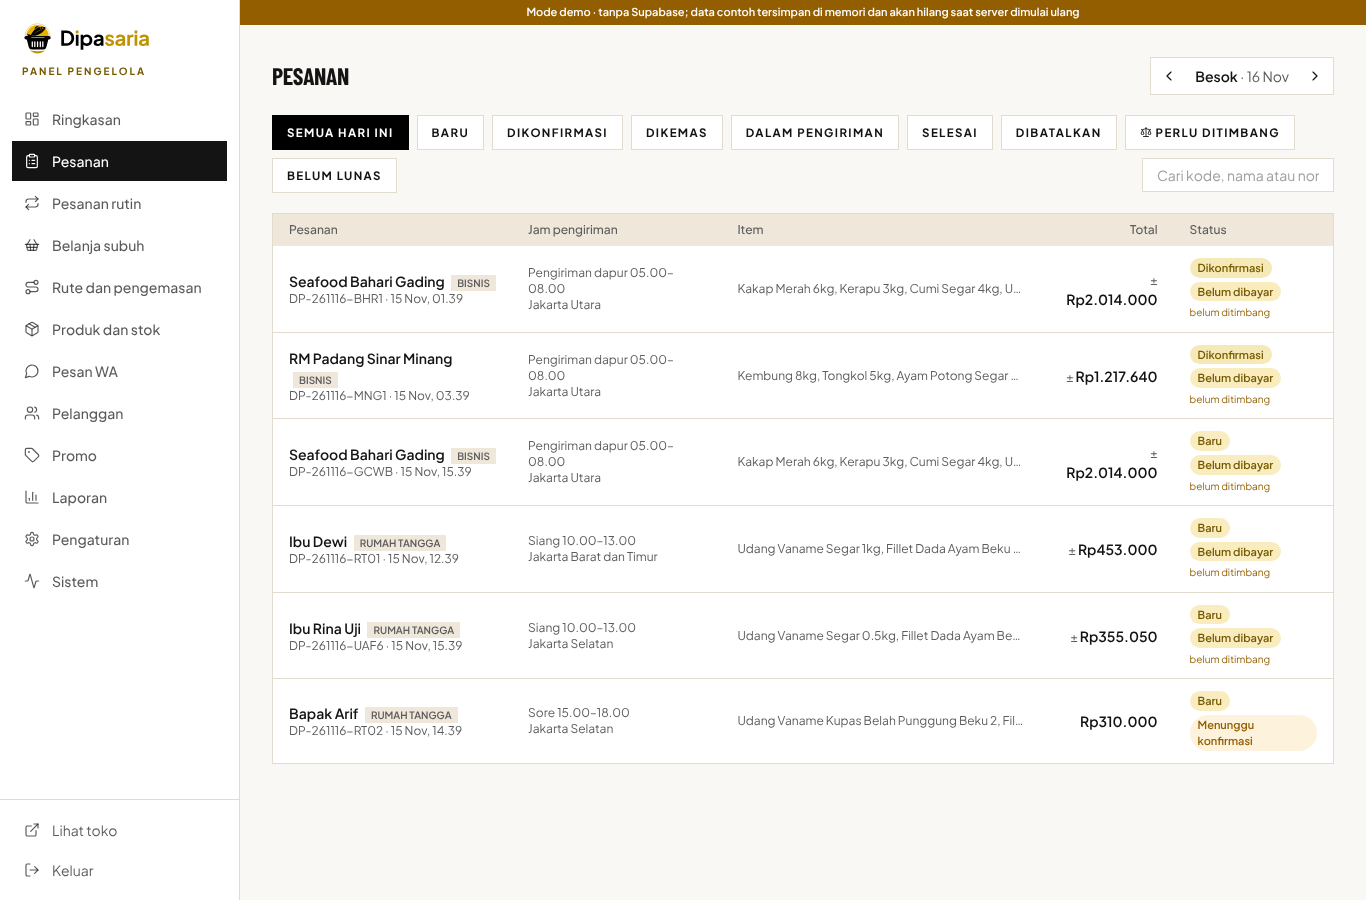 Mode demo · tanpa Supabase; data contoh tersimpan di memori dan akan hilang saat server dimulai ulang
Dipasaria
PANEL PENGELOLA
Ringkasan
Pesanan
Pesanan rutin
Belanja subuh
Rute dan pengemasan
Produk dan stok
Pesan WA
Pelanggan
Promo
Laporan
Pengaturan
Sistem
Lihat toko
Keluar
PESANAN
Besok · 16 Nov
SEMUA HARI INI
BARU
DIKONFIRMASI
DIKEMAS
DALAM PENGIRIMAN
SELESAI
DIBATALKAN
PERLU DITIMBANG
BELUM LUNAS
Cari kode, nama atau nor
Pesanan
Jam pengiriman
Item
Total
Status
Seafood Bahari Gading BISNIS
DP-261116-BHR1 · 15 Nov, 01.39
Pengiriman dapur 05.00–
08.00
Jakarta Utara
Kakap Merah 6kg, Kerapu 3kg, Cumi Segar 4kg, U…
±
Rp2.014.000
Dikonfirmasi
Belum dibayar
belum ditimbang
RM Padang Sinar Minang
BISNIS
DP-261116-MNG1 · 15 Nov, 03.39
Pengiriman dapur 05.00–
08.00
Jakarta Utara
Kembung 8kg, Tongkol 5kg, Ayam Potong Segar …
± Rp1.217.640
Dikonfirmasi
Belum dibayar
belum ditimbang
Seafood Bahari Gading BISNIS
DP-261116-GCWB · 15 Nov, 15.39
Pengiriman dapur 05.00–
08.00
Jakarta Utara
Kakap Merah 6kg, Kerapu 3kg, Cumi Segar 4kg, U…
±
Rp2.014.000
Baru
Belum dibayar
belum ditimbang
Ibu Dewi RUMAH TANGGA
DP-261116-RT01 · 15 Nov, 12.39
Siang 10.00–13.00
Jakarta Barat dan Timur
Udang Vaname Segar 1kg, Fillet Dada Ayam Beku …
± Rp453.000
Baru
Belum dibayar
belum ditimbang
Ibu Rina Uji RUMAH TANGGA
DP-261116-UAF6 · 15 Nov, 15.39
Siang 10.00–13.00
Jakarta Selatan
Udang Vaname Segar 0.5kg, Fillet Dada Ayam Be…
± Rp355.050
Baru
Belum dibayar
belum ditimbang
Bapak Arif RUMAH TANGGA
DP-261116-RT02 · 15 Nov, 14.39
Sore 15.00–18.00
Jakarta Selatan
Udang Vaname Kupas Belah Punggung Beku 2, Fil…
Rp310.000
Baru
Menunggu
konfirmasi